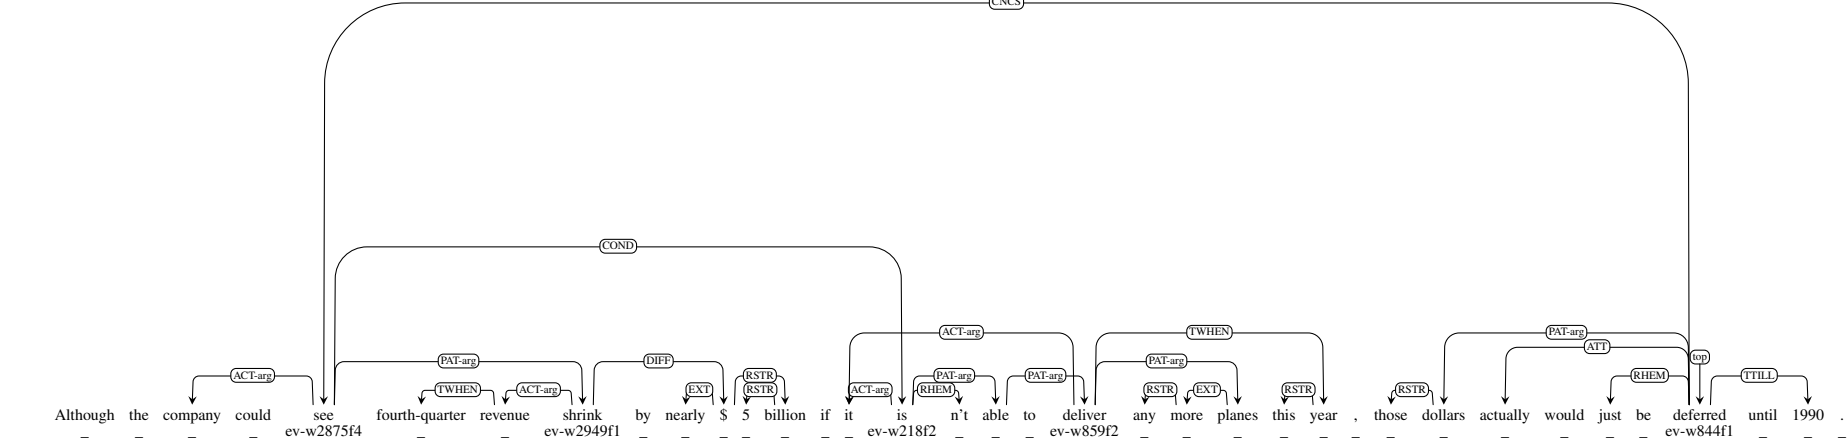 CNCS
COND
ACT-arg TWHEN PAT-arg
PAT-arg DIFF PAT-arg ATT top
ACT-arg RSTR PAT-arg PAT-arg RHEM TTILL
TWHEN ACT-arg EXT RSTR ACT-arg RHEM RSTR EXT RSTR RSTR
Although the company could see fourth-quarter revenue shrink by nearly $ 5 billion if it is n't able to deliver any more planes this year , those dollars actually would just be deferred until 1990 .
ev-w2875f4 ev-w2949f1 ev-w218f2 ev-w859f2 ev-w844f1